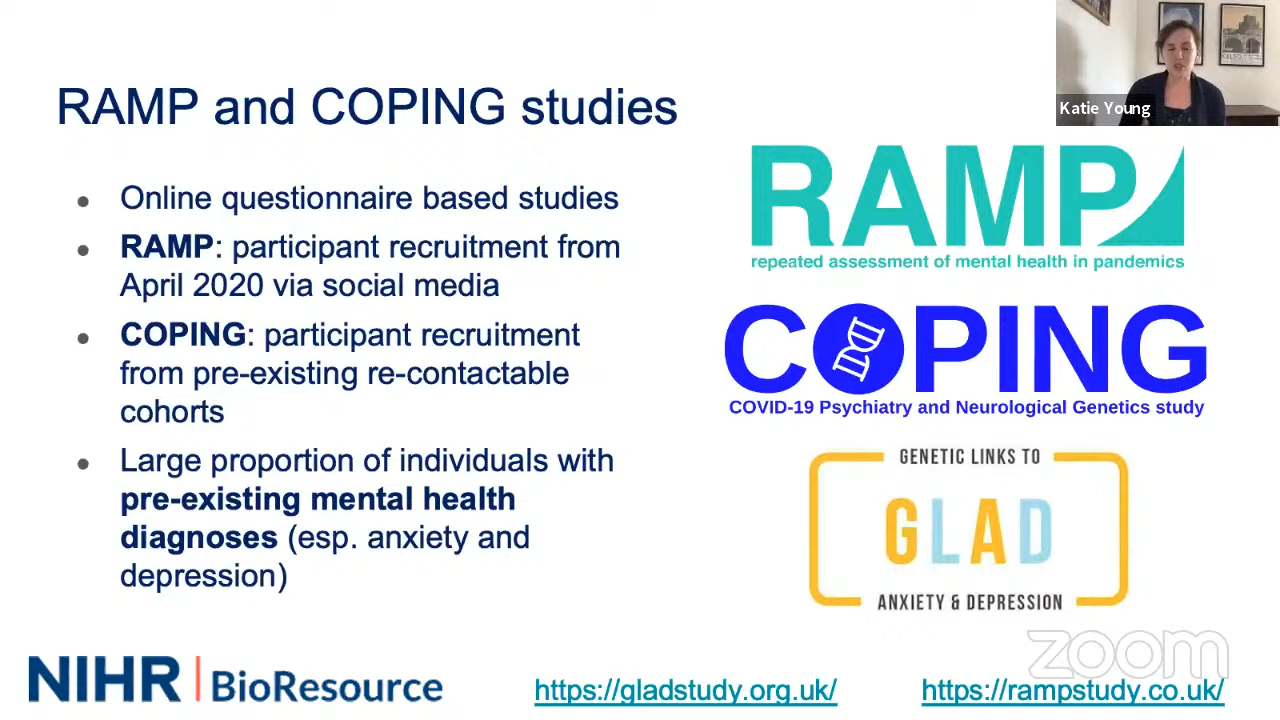 Katie Young
RAMP and COPING studies
● Online questionnaire based studies
● RAMP: participant recruitment from
April 2020 via social media
● COPING: participant recruitment
from pre-existing re-contactable
cohorts
● Large proportion of individuals with
pre-existing mental health
diagnoses (esp. anxiety and
depression)
RAMP
repeated assessment of mental health in pandemics
COPING
COVID-19 Psychiatry and Neurological Genetics study
GENETIC LINKS TO
GLAD
ANXIETY & DEPRESSION
zoom
NIHR | BioResource
https://gladstudy.org.uk/
https://rampstudy.co.uk/